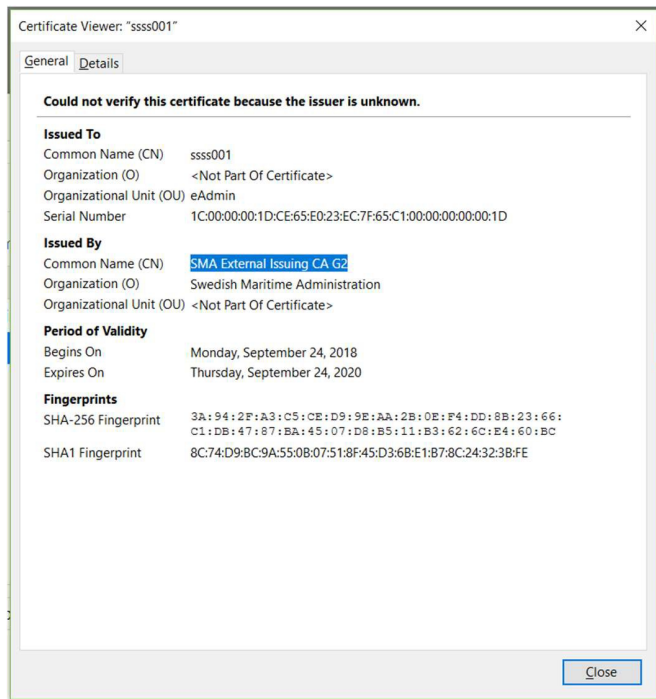 Certificate Viewer: "ssss001"
General Details
Could not verify this certificate because the issuer is unknown.
Issued To
Common Name (CN) ssss001
Organization (O) <Not Part Of Certificate>
Organizational Unit (OU) eAdmin
Serial Number 1C:00:00:00:1D:CE:65:E0:23:EC:7F:65:C1:00:00:00:00:00:1D
Issued By
Common Name (CN) SMA External Issuing CA G2
Organization (O) Swedish Maritime Administration
Organizational Unit (OU) <Not Part Of Certificate>
Period of Validity
Begins On Monday, September 24, 2018
Expires On Thursday, September 24, 2020
Fingerprints
SHA-256 Fingerprint 3A:94:2F:A3:C5:CE:D9:9E:AA:2B:0E:F4:DD:8B:23:66:
C1:DB:47:87:BA:45:07:D8:B5:11:B3:62:6C:E4:60:BC
SHA1 Fingerprint 8C:74:D9:BC:9A:55:0B:07:51:8F:45:D3:6B:E1:B7:8C:24:32:3B:FE
Close